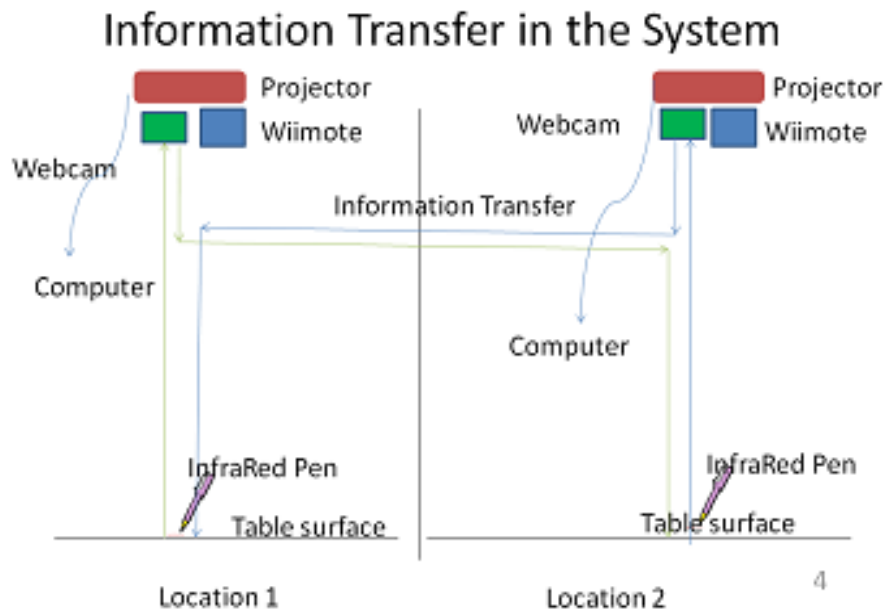 Information Transfer in the System
Projector
Wiimote
Webcam
Computer
Projector
Webcam
Wiimote
Information Transfer
Computer
InfraRed Pen
Table surface
InfraRed Pen
Table surface
Location 1
Location 2
4